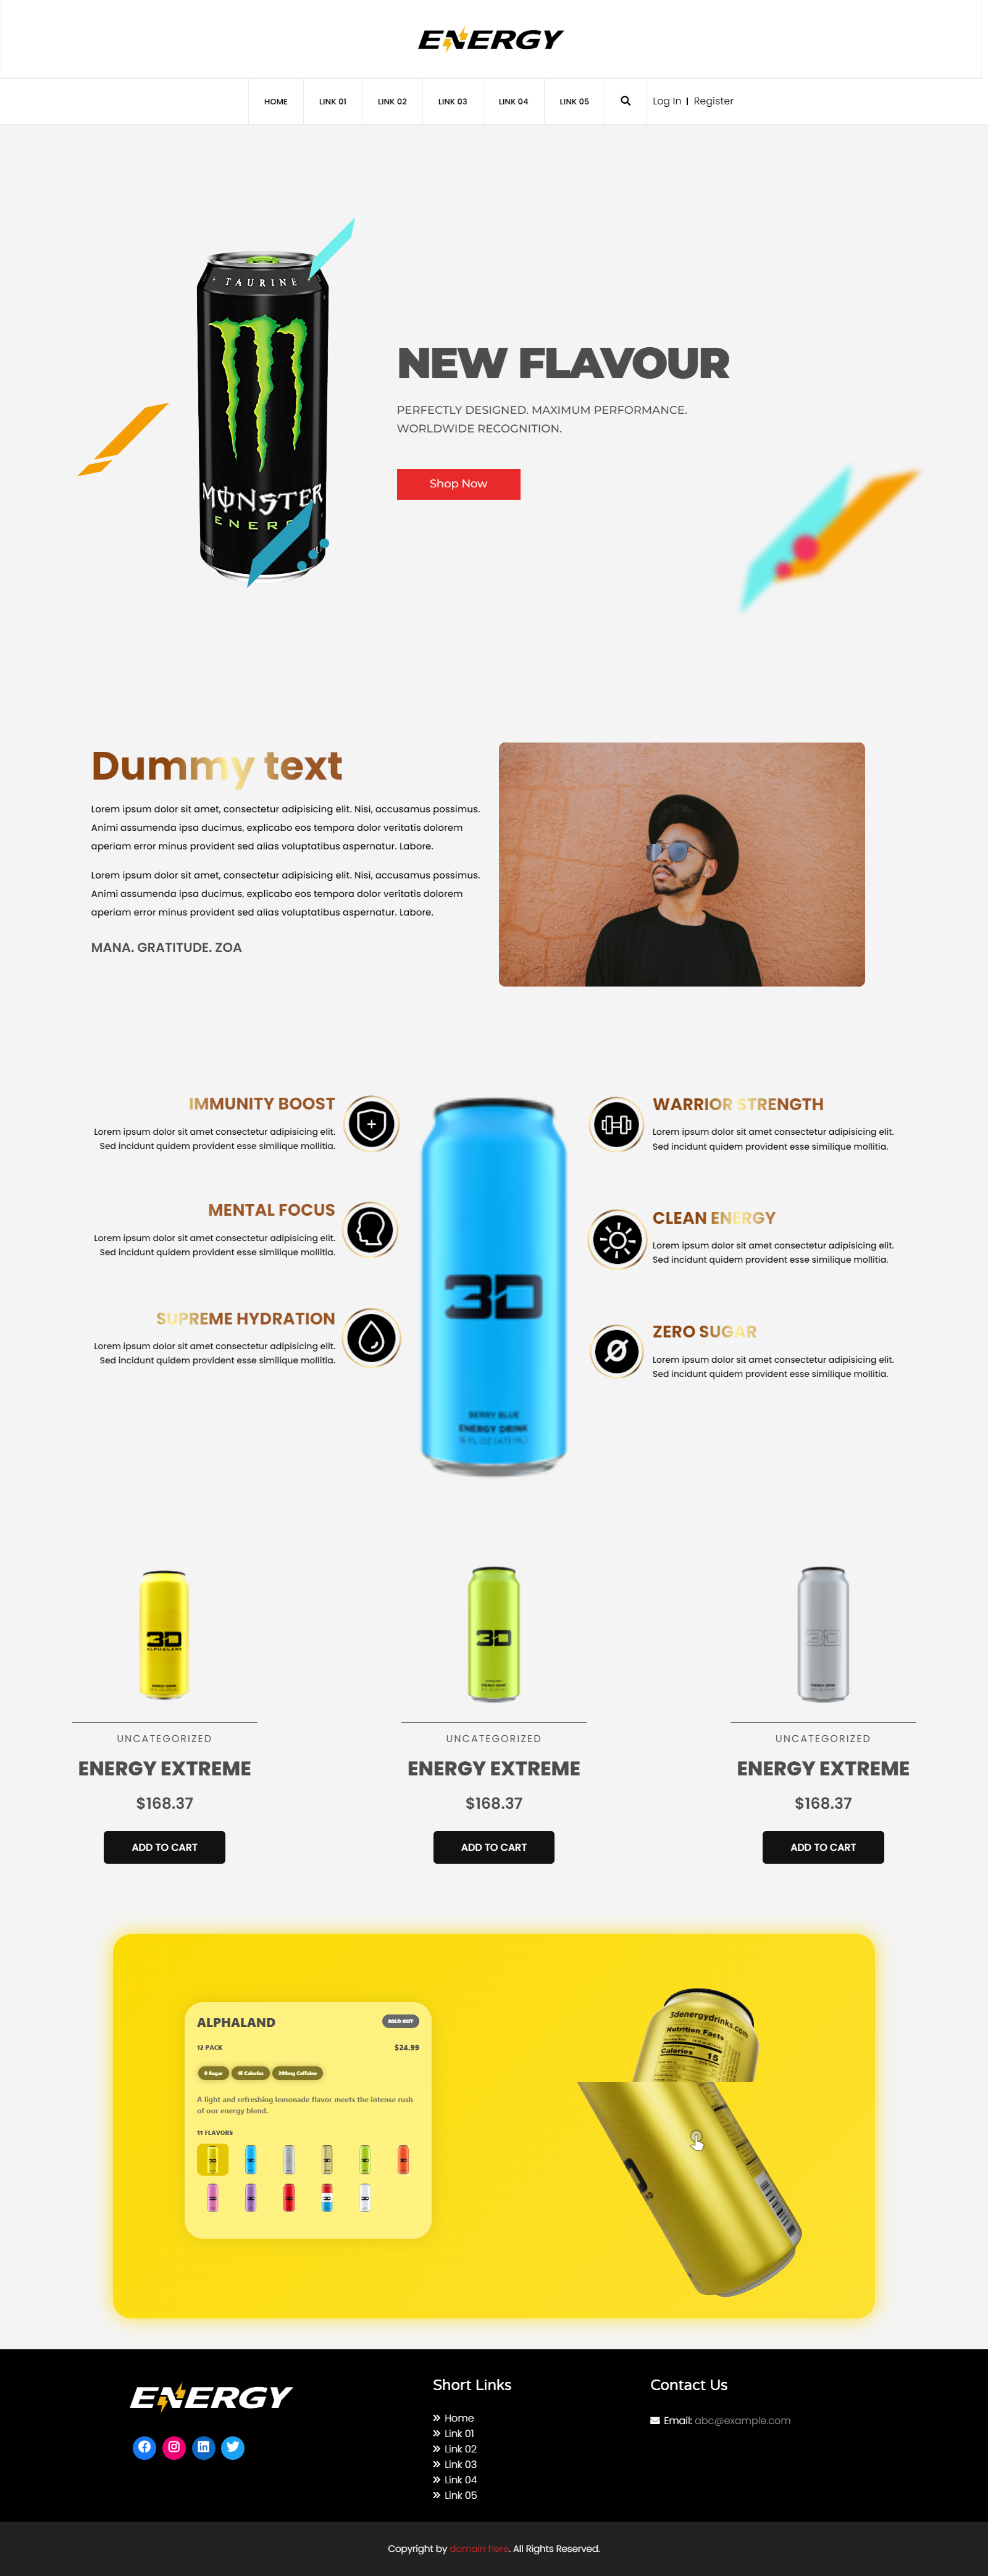 ENERGY
HOME LINK 01 LINK 02 LINK 03 LINK 04 LINK 05 Log In | Register
TAURINE
MONSTER
ENERG
NEW FLAVOUR
PERFECTLY DESIGNED. MAXIMUM PERFORMANCE.
WORLDWIDE RECOGNITION.
Shop Now
Dummy text
Lorem ipsum dolor sit amet, consectetur adipisicing elit. Nisi, accusamus possimus.
Animi assumenda ipsa ducimus, explicabo eos tempora dolor veritatis dolorem
aperiam error minus provident sed alias voluptatibus aspernatur. Labore.
Lorem ipsum dolor sit amet, consectetur adipisicing elit. Nisi, accusamus possimus.
Animi assumenda ipsa ducimus, explicabo eos tempora dolor veritatis dolorem
aperiam error minus provident sed alias voluptatibus aspernatur. Labore.
MANA. GRATITUDE. ZOA
IMMUNITY BOOST
Lorem ipsum dolor sit amet consectetur adipisicing elit.
Sed incidunt quidem provident esse similique mollitia.
MENTAL FOCUS
Lorem ipsum dolor sit amet consectetur adipisicing elit.
Sed incidunt quidem provident esse similique mollitia.
SUPREME HYDRATION
Lorem ipsum dolor sit amet consectetur adipisicing elit.
Sed incidunt quidem provident esse similique mollitia.
3D
BERRY BLUE
ENERGY DRINK
16 FL OZ (473 ML)
WARRIOR STRENGTH
Lorem ipsum dolor sit amet consectetur adipisicing elit.
Sed incidunt quidem provident esse similique mollitia.
CLEAN ENERGY
Lorem ipsum dolor sit amet consectetur adipisicing elit.
Sed incidunt quidem provident esse similique mollitia.
ZERO SUGAR
Lorem ipsum dolor sit amet consectetur adipisicing elit.
Sed incidunt quidem provident esse similique mollitia.
3D
ALPHALAND
ENERGY DRINK
UNCATEGORIZED
ENERGY EXTREME
$168.37
ADD TO CART
3D
ENERGY DRINK
UNCATEGORIZED
ENERGY EXTREME
$168.37
ADD TO CART
3D
ENERGY DRINK
UNCATEGORIZED
ENERGY EXTREME
$168.37
ADD TO CART
ALPHALAND SOLD OUT
12 PACK $24.99
0 Sugar 15 Calories 200mg Caffeine
A light and refreshing lemonade flavor meets the intense rush
of our energy blend.
11 FLAVORS
3denergydrinks.com
Nutrition Facts
Calories 15
ENERGY
Short Links
Home
Link 01
Link 02
Link 03
Link 04
Link 05
Contact Us
Email: abc@example.com
Copyright by domain here. All Rights Reserved.